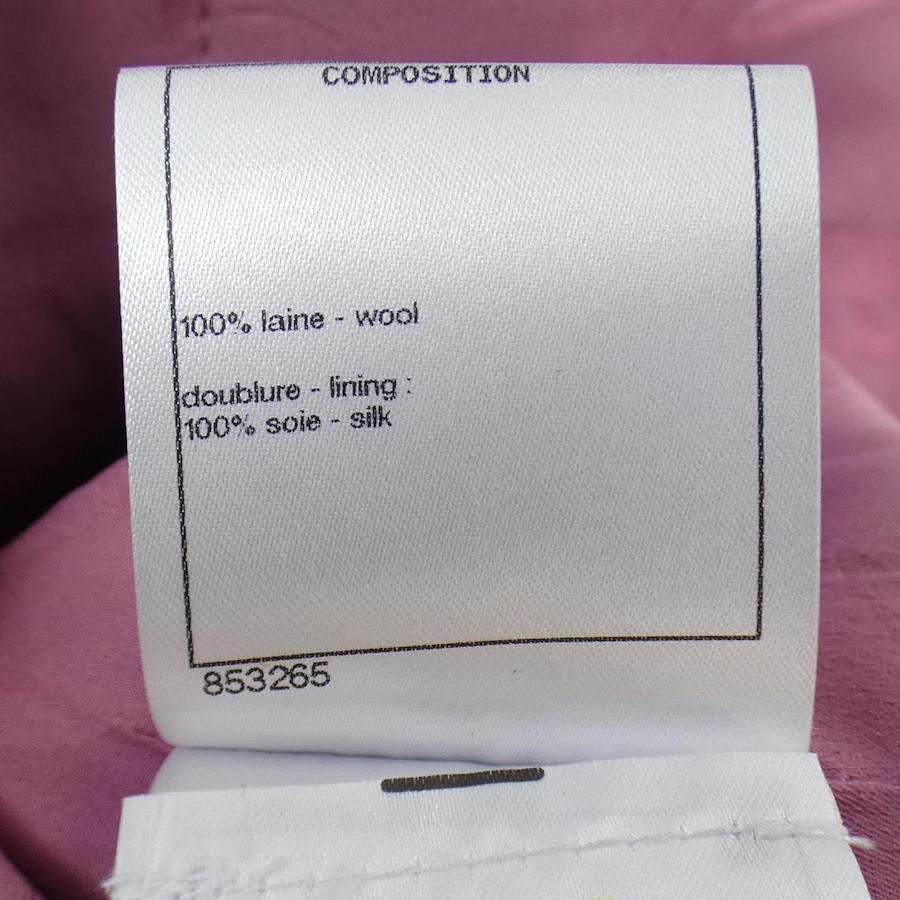 COMPOSITION
100% laine - wool
doublure - lining :
100% soie - silk
853265